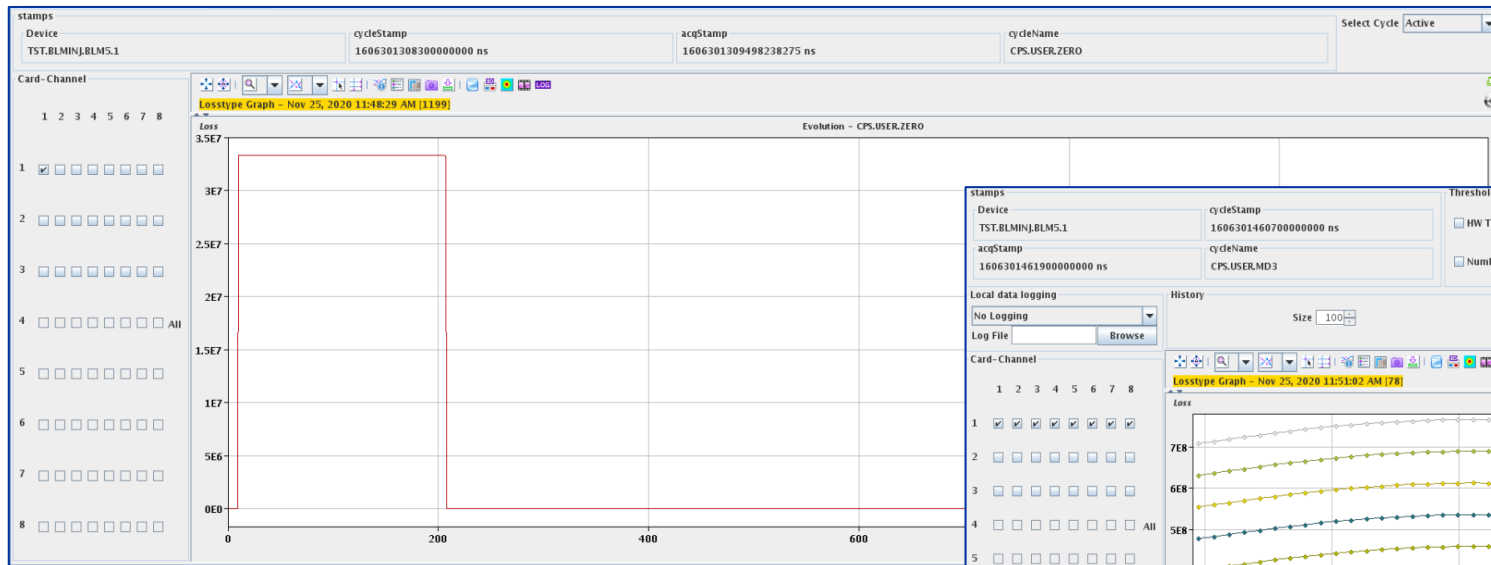 stamps
Device
TST.BLMINJ.BLM5.1
cycleStamp
1606301308300000000 ns
acqStamp
1606301309498238275 ns
cycleName
CPS.USER.ZERO
Select Cycle Active
Card-Channel
LOG
Losstype Graph - Nov 25, 2020 11:48:29 AM [1199]
1 2 3 4 5 6 7 8
1
2
3
4 All
5
6
7
8
Loss
Evolution - CPS.USER.ZERO
3.5E7
3E7
2.5E7
2E7
1.5E7
1E7
5E6
0E0
0 200 400 600
stamps
Device
TST.BLMINJ.BLM5.1
cycleStamp
1606301460700000000 ns
acqStamp
1606301461900000000 ns
cycleName
CPS.USER.MD3
Threshol
HW T
Numl
Local data logging
No Logging
Log File Browse
History
Size 100
Card-Channel
Losstype Graph - Nov 25, 2020 11:51:02 AM [78]
1 2 3 4 5 6 7 8
1
2
3
4 All
5
Loss
7E8
6E8
5E8